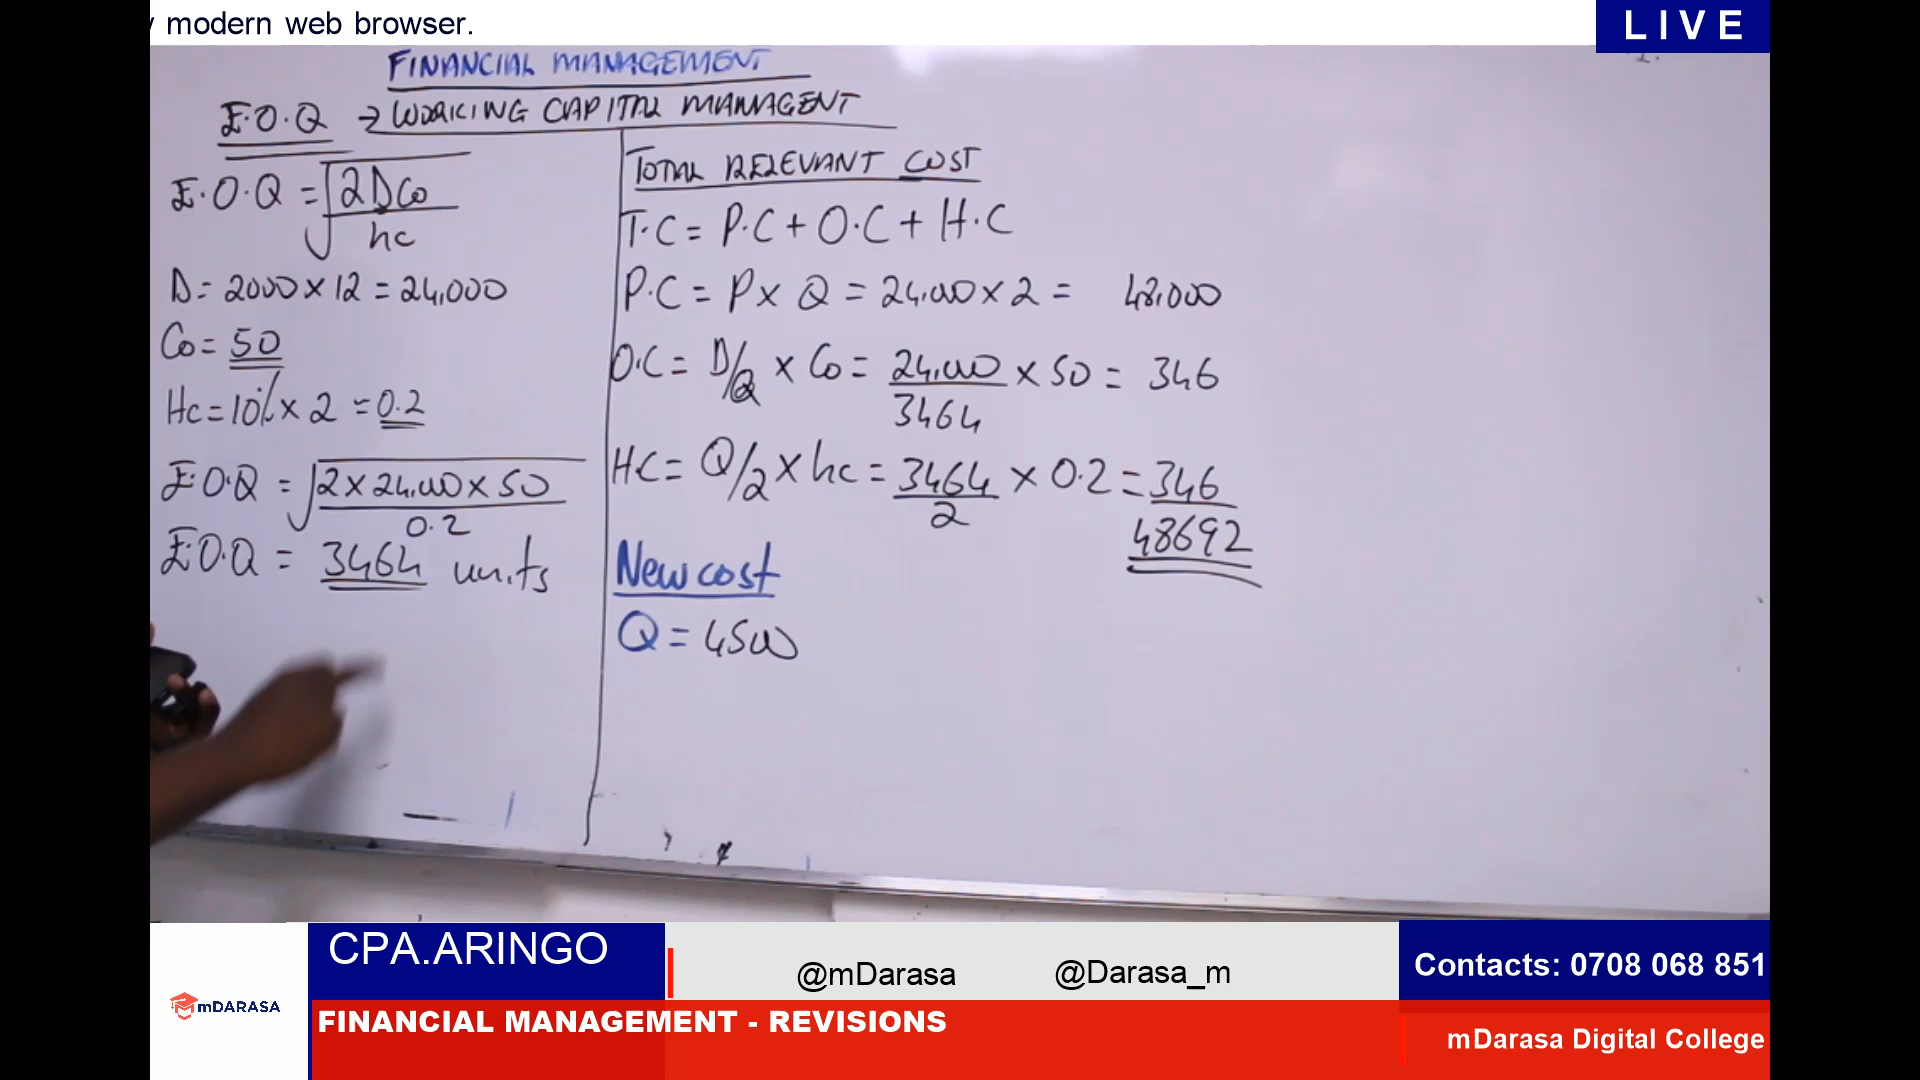 modern web browser.
LIVE
FINANCIAL MANAGEMENT
E.O.Q → WORKING CAPITAL MANAGENT
E.O.Q = √2DCo
hc
D = 2000 x 12 = 24,000
Co = 50
Hc = 10% x 2 = 0.2
E.O.Q = √2 x 24,000 x 50
0.2
E.O.Q = 3464 units
TOTAL RELEVANT COST
T.C = P.C + O.C + H.C
P.C = P x Q = 24,000 x 2 = 48,000
O.C = D/Q x Co = 24,000 x 50 = 346
3464
H.C = Q/2 x hc = 3464 x 0.2 = 346
2
48692
New cost
Q = 4500
CPA.ARINGO
@mDarasa
@Darasa_m
Contacts: 0708 068 851
mDARASA
FINANCIAL MANAGEMENT - REVISIONS
mDarasa Digital College